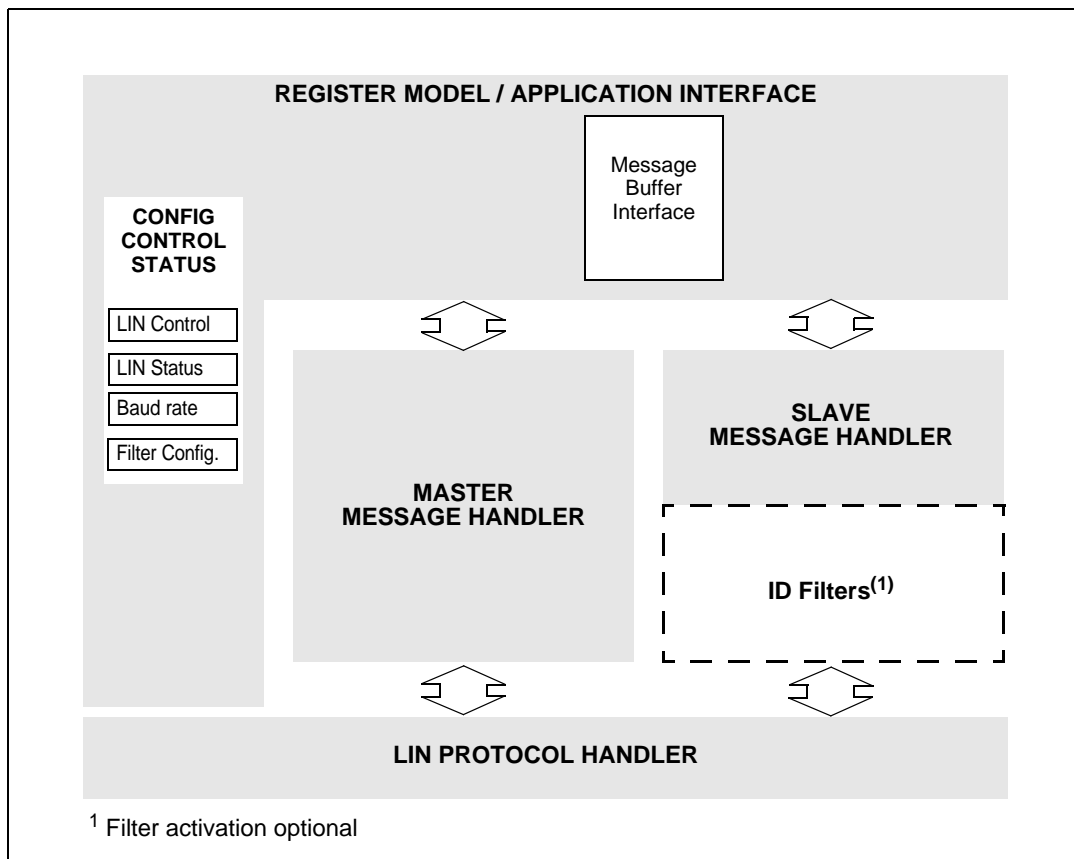 REGISTER MODEL / APPLICATION INTERFACE
Message
Buffer
Interface
CONFIG
CONTROL
STATUS
LIN Control
LIN Status
Baud rate
Filter Config.
SLAVE
MESSAGE HANDLER
MASTER
MESSAGE HANDLER
ID Filters(1)
LIN PROTOCOL HANDLER
1 Filter activation optional